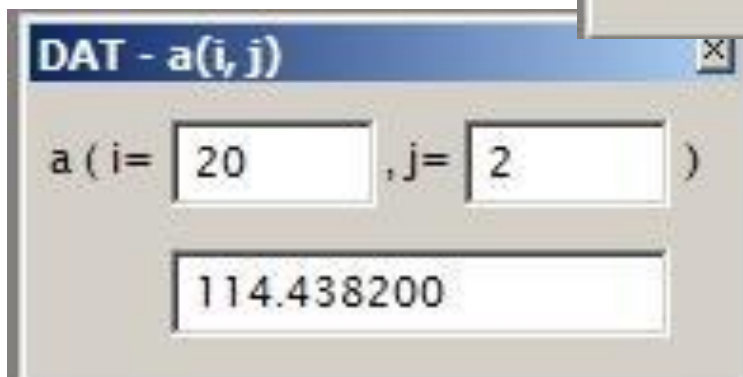 DAT - a(i, j)
a ( i= 20 , j= 2 )
114.438200